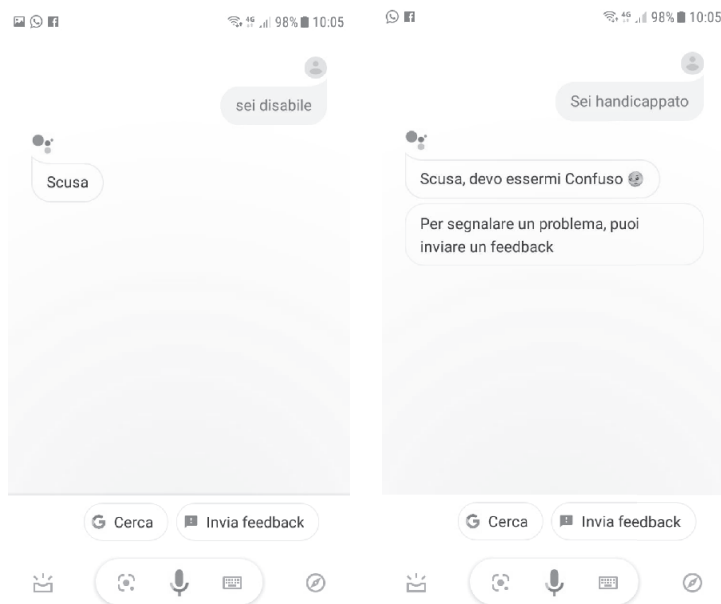 98% 10:05
sei disabile
Scusa
Cerca
Invia feedback
98% 10:05
Sei handicappato
Scusa, devo essermi Confuso
Per segnalare un problema, puoi
inviare un feedback
Cerca
Invia feedback